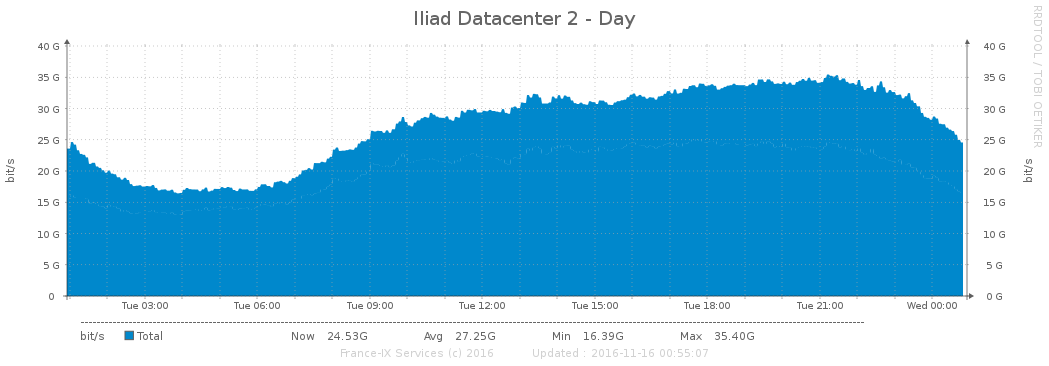 Iliad Datacenter 2 - Day
RRDTOOL / TOBI OETIKER
40 G 40 G
35 G 35 G
30 G 30 G
25 G 25 G
20 G 20 G
15 G 15 G
10 G 10 G
5 G 5 G
0 0 G
bit/s bit/s
Tue 03:00 Tue 06:00 Tue 09:00 Tue 12:00 Tue 15:00 Tue 18:00 Tue 21:00 Wed 00:00
bit/s Total Now 24.53G Avg 27.25G Min 16.39G Max 35.40G
France-IX Services (c) 2016 Updated : 2016-11-16 00:55:07